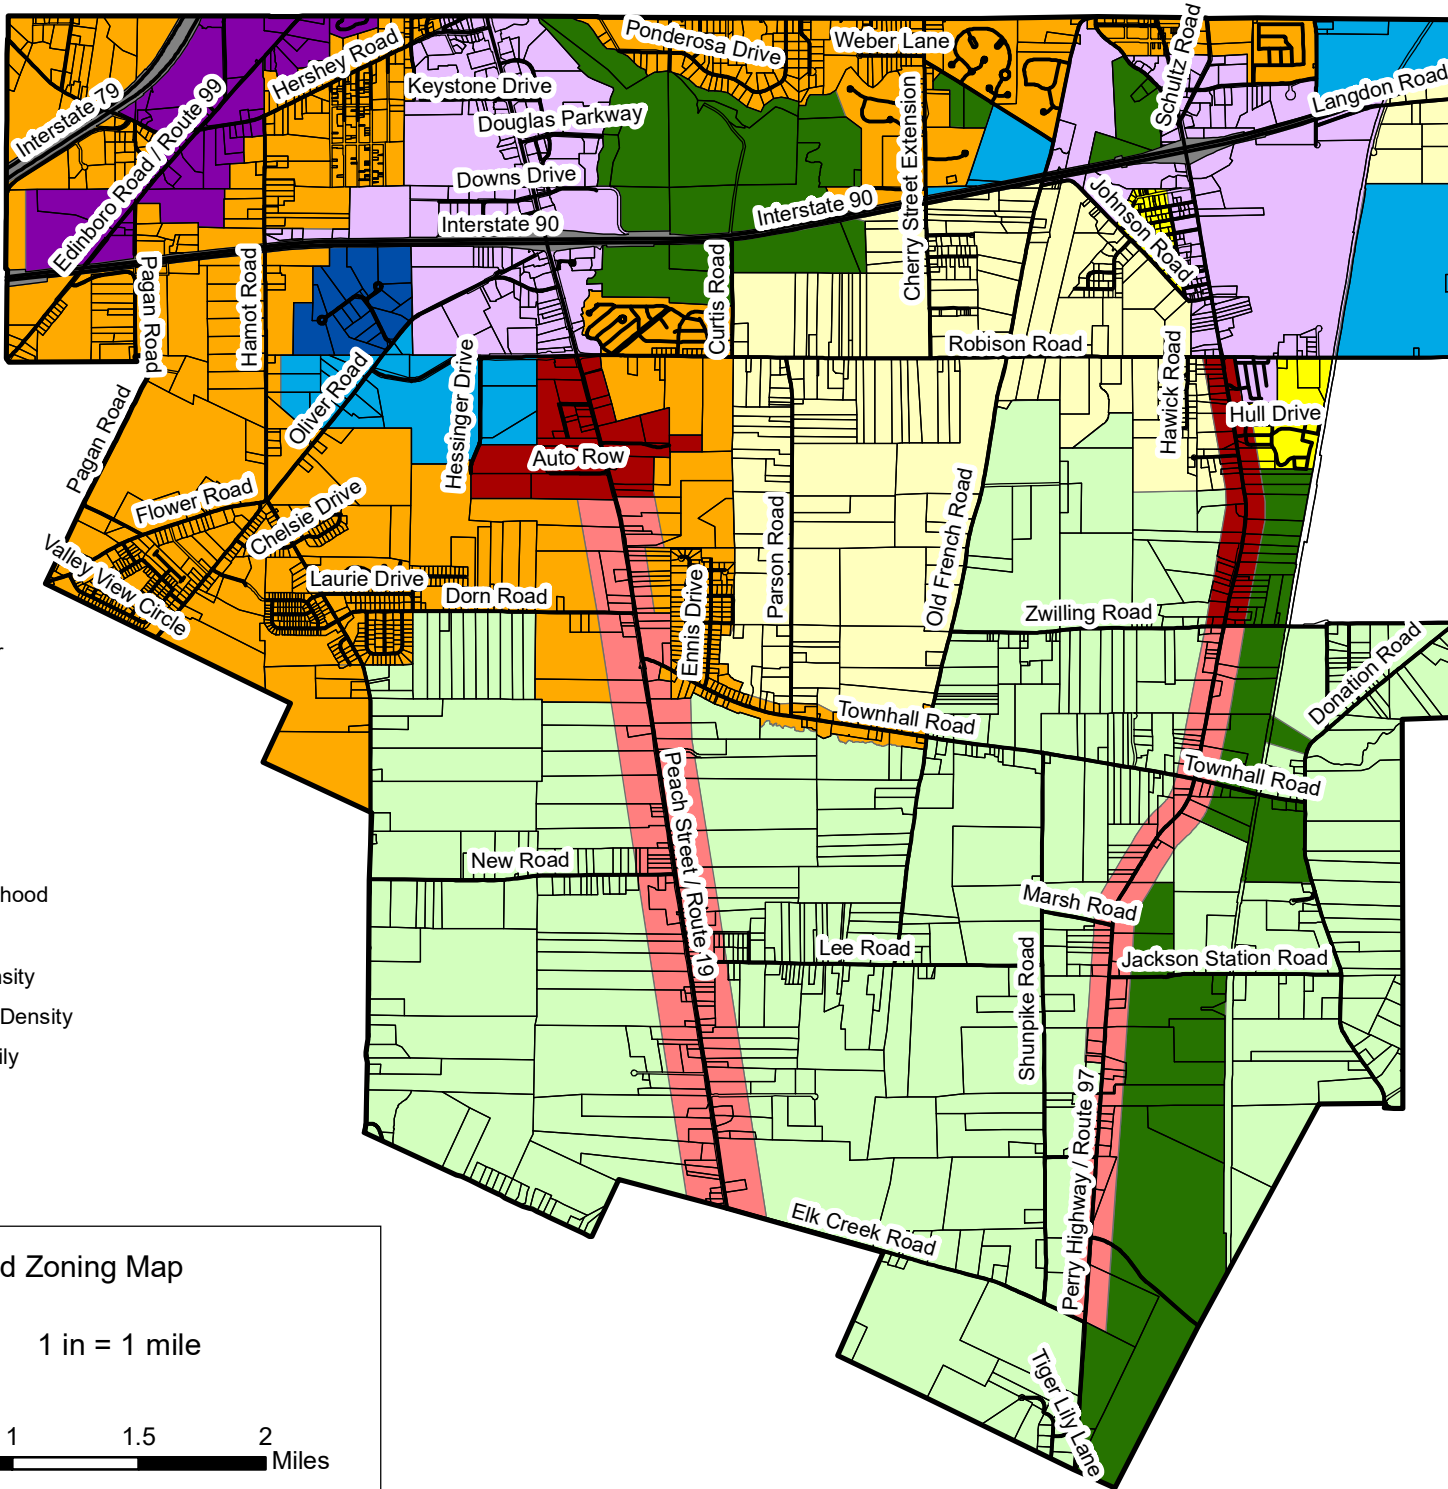 Interstate 79
Edinboro Road / Route 99
Hershey Road
Keystone Drive
Douglas Parkway
Downs Drive
Interstate 90
Ponderosa Drive
Weber Lane
Cherry Street Extension
Interstate 90
Schultz Road
Langdon Road
Johnson Road
Pagan Road
Hamot Road
Curtis Road
Robison Road
Hawick Road
Hull Drive
Pagan Road
Oliver Road
Hessinger Drive
Auto Row
Flower Road
Chelsie Drive
Valley View Circle
Laurie Drive
Dorn Road
Ennis Drive
Parson Road
Old French Road
Zwilling Road
Donation Road
Townhall Road
Townhall Road
Peach Street / Route 19
New Road
Marsh Road
Lee Road
Shunpike Road
Jackson Station Road
Perry Highway / Route 97
Elk Creek Road
Tiger Lily Lane
hood
sity
Density
ily
d Zoning Map
1 in = 1 mile
1 1.5 2
Miles